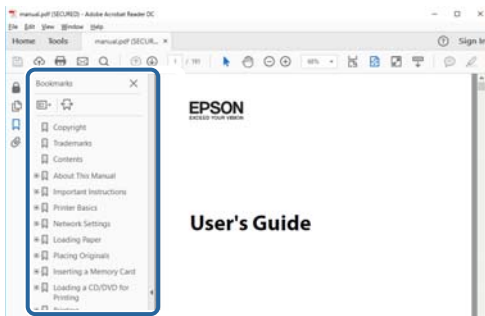 manual.pdf (SECURED) - Adobe Acrobat Reader DC
File Edit View Window Help
Home Tools manual.pdf (SECUR... × Sign In
1 / 191
Bookmarks
EPSON
EXCEED YOUR VISION
Copyright
Trademarks
Contents
About This Manual
Important Instructions
Printer Basics
Network Settings
User's Guide
Loading Paper
Placing Originals
Inserting a Memory Card
Loading a CD/DVD for
Printing